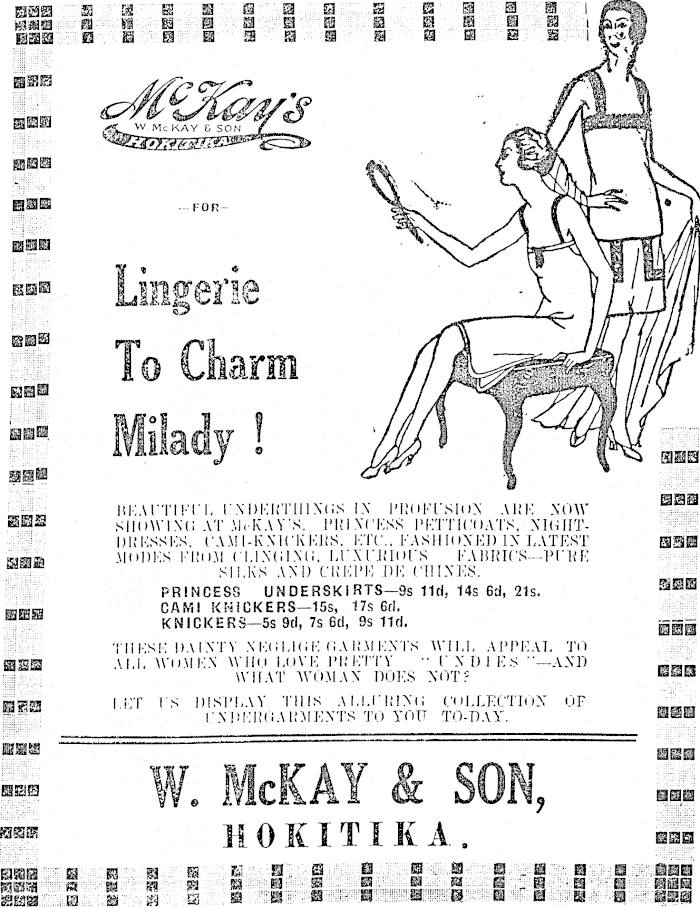 McKay's
W. McKAY & SON
HOKITIKA
—FOR—
Lingerie
To Charm
Milady !
BEAUTIFUL UNDERTHINGS IN PROFUSION ARE NOW
SHOWING AT McKAY'S. PRINCESS PETTICOATS, NIGHT-
DRESSES, CAMI-KNICKERS, ETC., FASHIONED IN LATEST
MODES FROM CLINGING, LUXURIOUS FABRICS—PURE
SILKS AND CREPE DE CHINES.
PRINCESS UNDERSKIRTS—9s 11d, 14s 6d, 21s.
CAMI KNICKERS—15s, 17s 6d.
KNICKERS—5s 9d, 7s 6d, 9s 11d.
THESE DAINTY NEGLIGE GARMENTS WILL APPEAL TO
ALL WOMEN WHO LOVE PRETTY "UNDIES"—AND
WHAT WOMAN DOES NOT?
LET US DISPLAY THIS ALLURING COLLECTION OF
UNDERGARMENTS TO YOU TO-DAY.
W. McKAY & SON,
HOKITIKA.